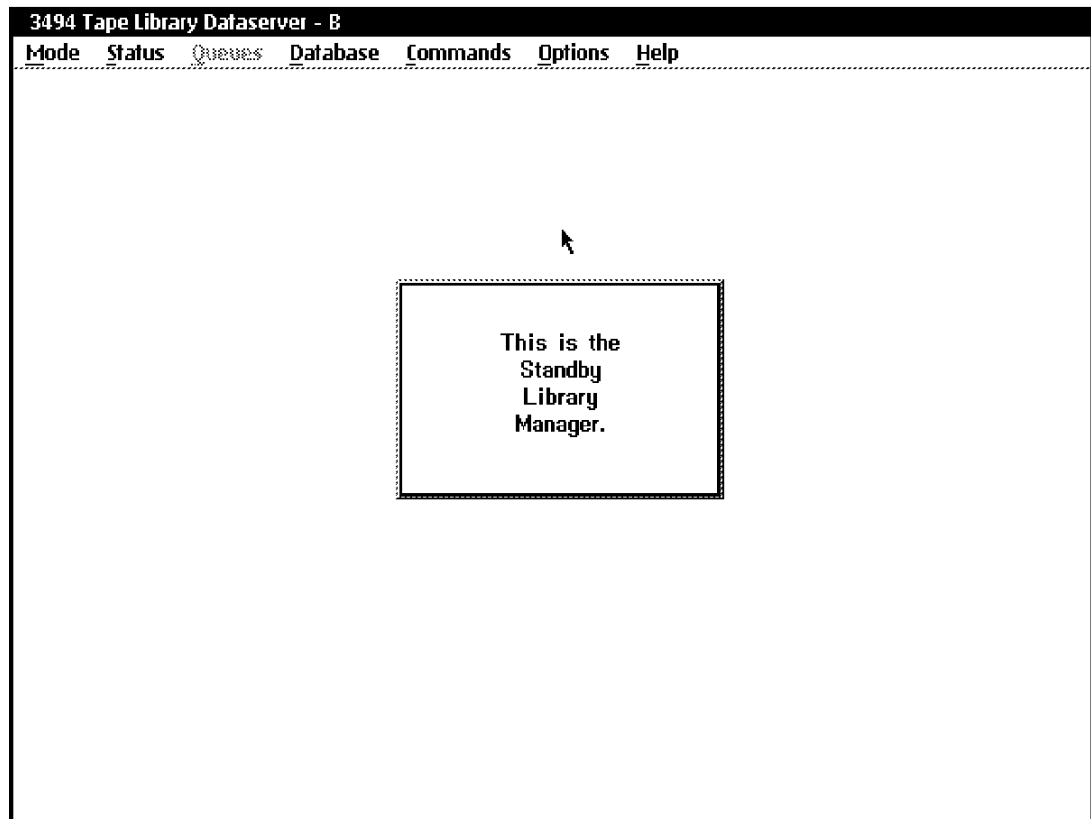 3494 Tape Library Dataserver - B
Mode Status Queues Database Commands Options Help
This is the
Standby
Library
Manager.